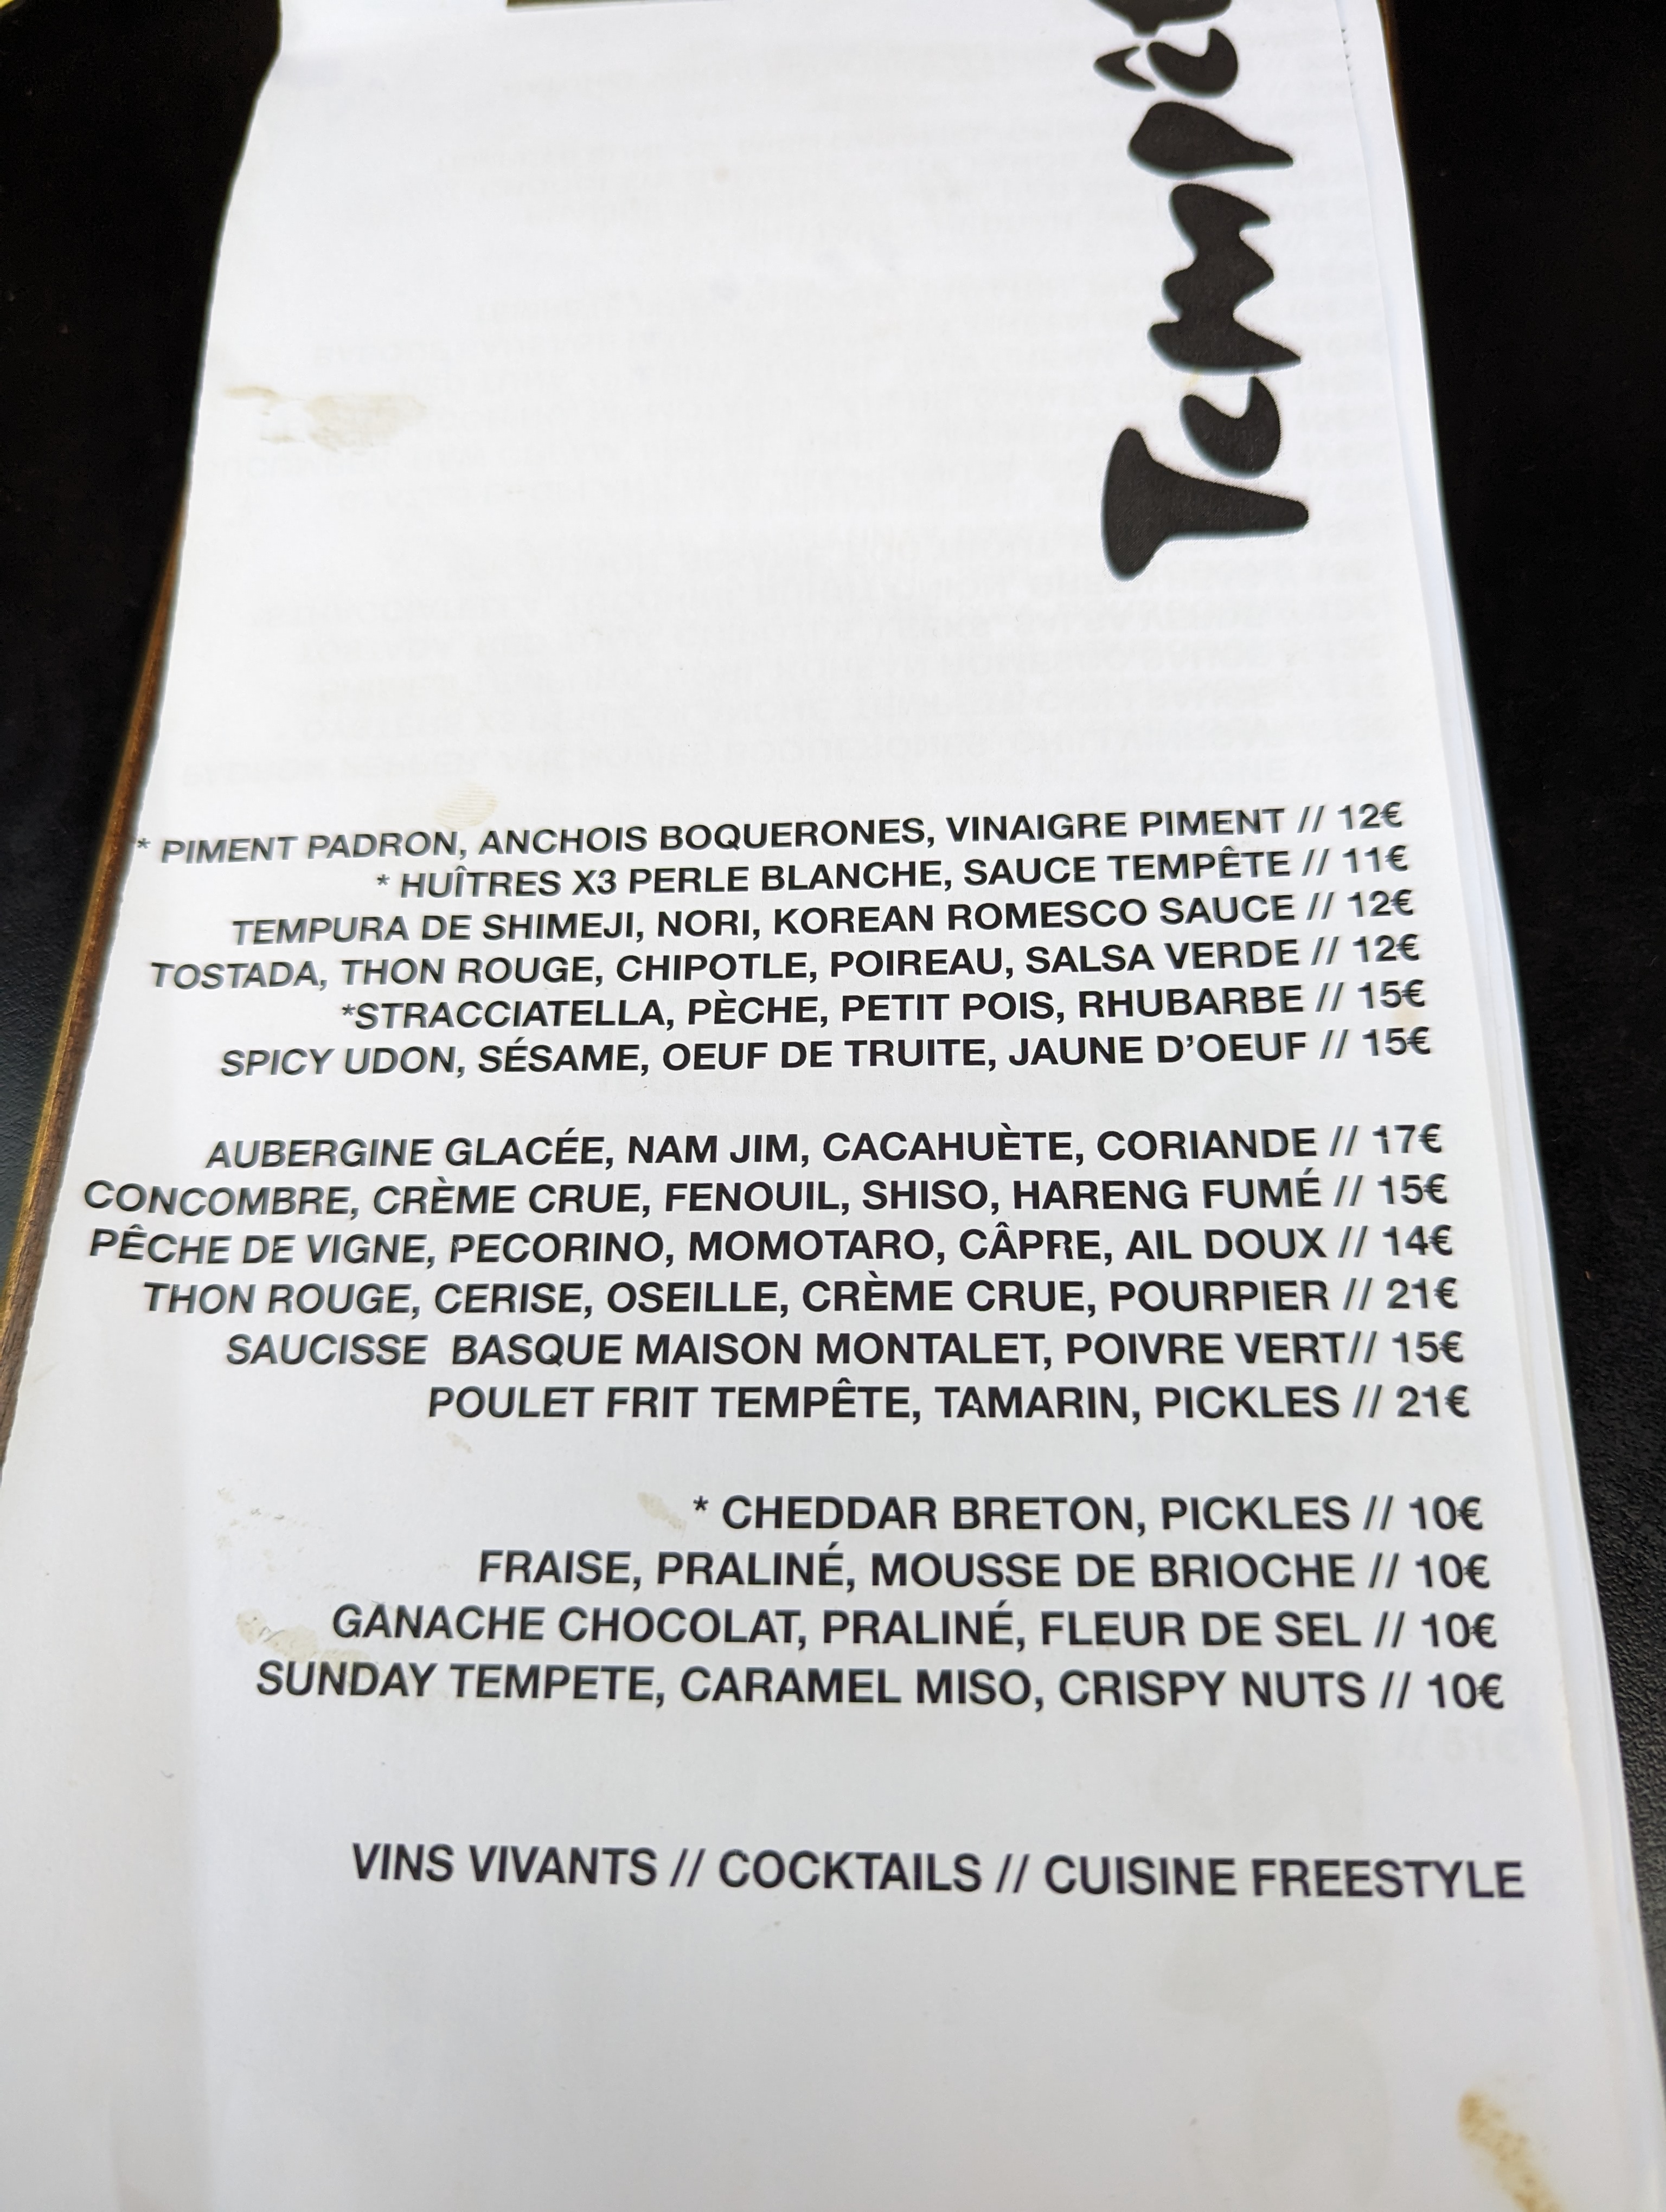 Tempê
* PIMENT PADRON, ANCHOIS BOQUERONES, VINAIGRE PIMENT // 12€
* HUÎTRES X3 PERLE BLANCHE, SAUCE TEMPÊTE // 11€
TEMPURA DE SHIMEJI, NORI, KOREAN ROMESCO SAUCE // 12€
TOSTADA, THON ROUGE, CHIPOTLE, POIREAU, SALSA VERDE // 12€
*STRACCIATELLA, PÈCHE, PETIT POIS, RHUBARBE // 15€
SPICY UDON, SÉSAME, OEUF DE TRUITE, JAUNE D'OEUF // 15€
AUBERGINE GLACÉE, NAM JIM, CACAHUÈTE, CORIANDE // 17€
CONCOMBRE, CRÈME CRUE, FENOUIL, SHISO, HARENG FUMÉ // 15€
PÊCHE DE VIGNE, PECORINO, MOMOTARO, CÂPRE, AIL DOUX // 14€
THON ROUGE, CERISE, OSEILLE, CRÈME CRUE, POURPIER // 21€
SAUCISSE  BASQUE MAISON MONTALET, POIVRE VERT// 15€
POULET FRIT TEMPÊTE, TAMARIN, PICKLES // 21€
* CHEDDAR BRETON, PICKLES // 10€
FRAISE, PRALINÉ, MOUSSE DE BRIOCHE // 10€
GANACHE CHOCOLAT, PRALINÉ, FLEUR DE SEL // 10€
SUNDAY TEMPETE, CARAMEL MISO, CRISPY NUTS // 10€
VINS VIVANTS // COCKTAILS // CUISINE FREESTYLE